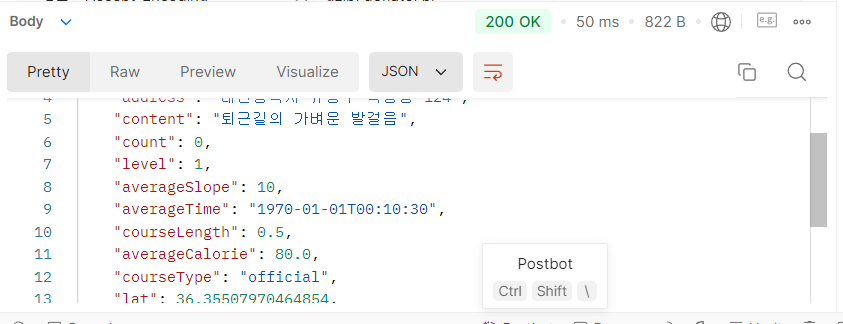 Body 200 OK 50 ms 822 B e.g.
Pretty Raw Preview Visualize JSON
5 "content": "퇴근길의 가벼운 발걸음",
6 "count": 0,
7 "level": 1,
8 "averageSlope": 10,
9 "averageTime": "1970-01-01T00:10:30",
10 "courseLength": 0.5,
11 "averageCalorie": 80.0,
12 "courseType": "official",
13 "lat": 36.35507970464854,
Postbot
Ctrl Shift \